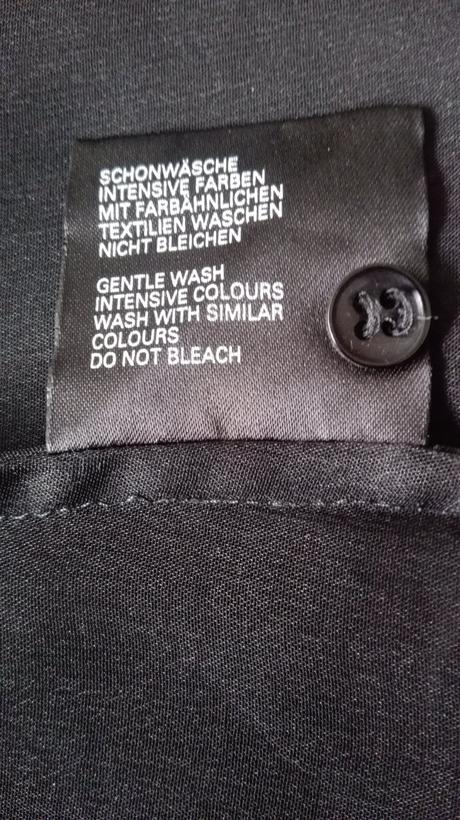 SCHONWÄSCHE
INTENSIVE FARBEN
MIT FARBÄHNLICHEN
TEXTILIEN WASCHEN
NICHT BLEICHEN
GENTLE WASH
INTENSIVE COLOURS
WASH WITH SIMILAR
COLOURS
DO NOT BLEACH